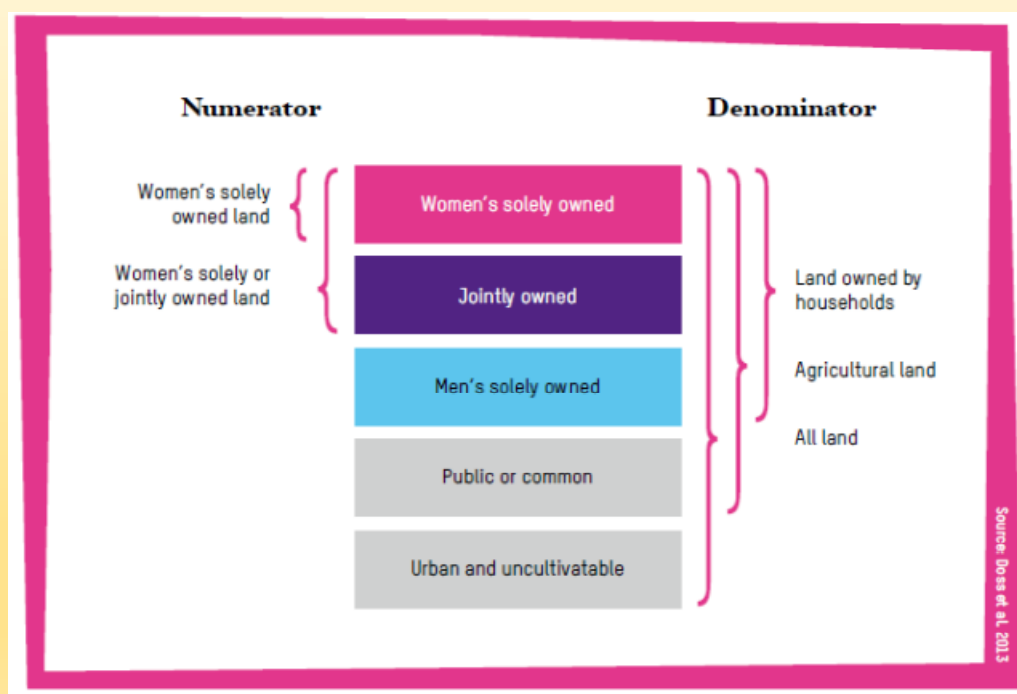 Numerator
Denominator
Women's solely
owned land
Women's solely or
jointly owned land
Women's solely owned
Jointly owned
Men's solely owned
Public or common
Urban and uncultivatable
Land owned by
households
Agricultural land
All land
Source: Doss et al. 2013